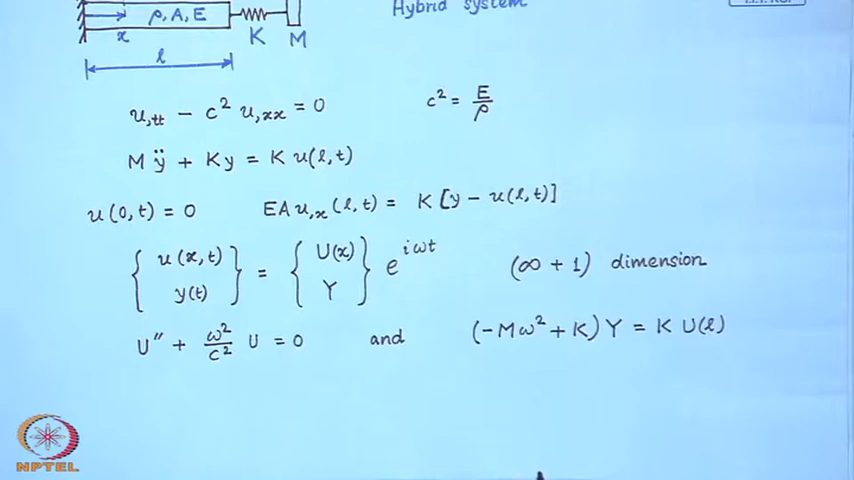 Hybrid system
ρ, A, E
x
K
M
l
u,tt − c² u,xx = 0
c² = E/ρ
M ÿ + K y = K u(l,t)
u(0,t) = 0
EA u,x(l,t) = K [y − u(l,t)]
{ u(x,t) y(t) } = { U(x) Y } e^{iωt}
(∞ + 1) dimension
U″ + ω²/c² U = 0 and (−Mω² + K) Y = K U(l)
NPTEL